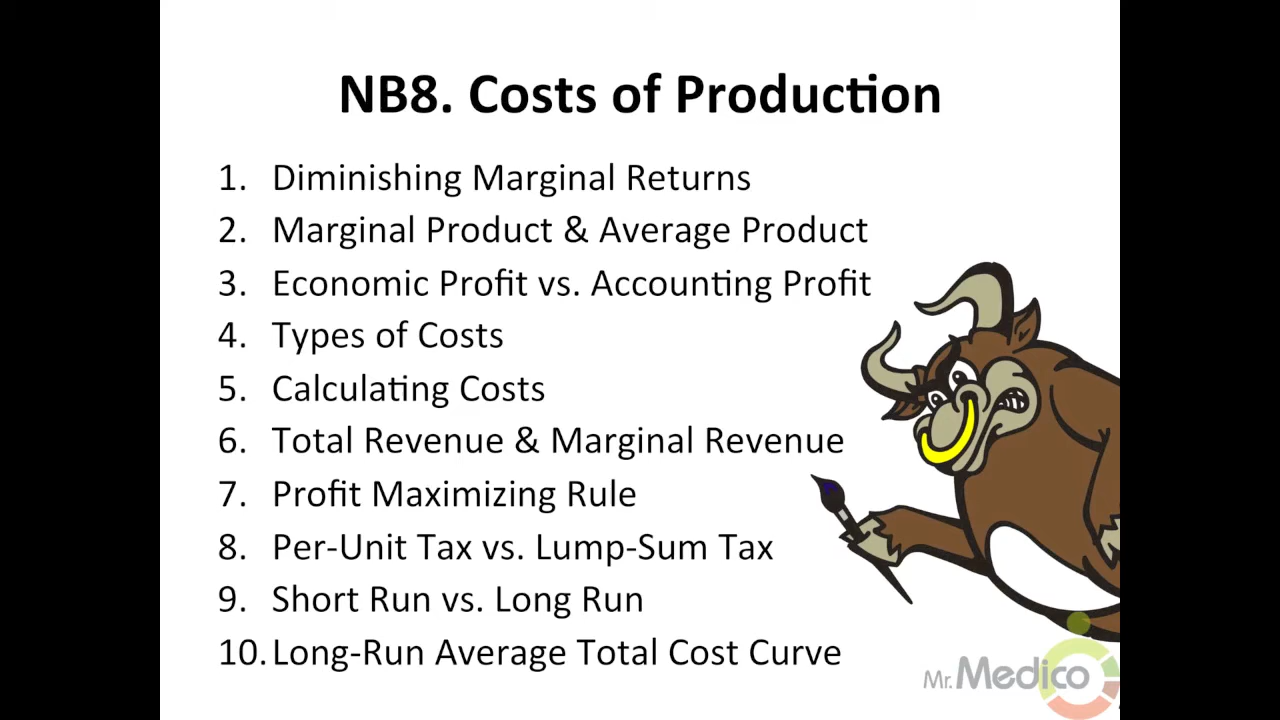 NB8. Costs of Production
1. Diminishing Marginal Returns
2. Marginal Product & Average Product
3. Economic Profit vs. Accounting Profit
4. Types of Costs
5. Calculating Costs
6. Total Revenue & Marginal Revenue
7. Profit Maximizing Rule
8. Per-Unit Tax vs. Lump-Sum Tax
9. Short Run vs. Long Run
10. Long-Run Average Total Cost Curve
Mr. Medico